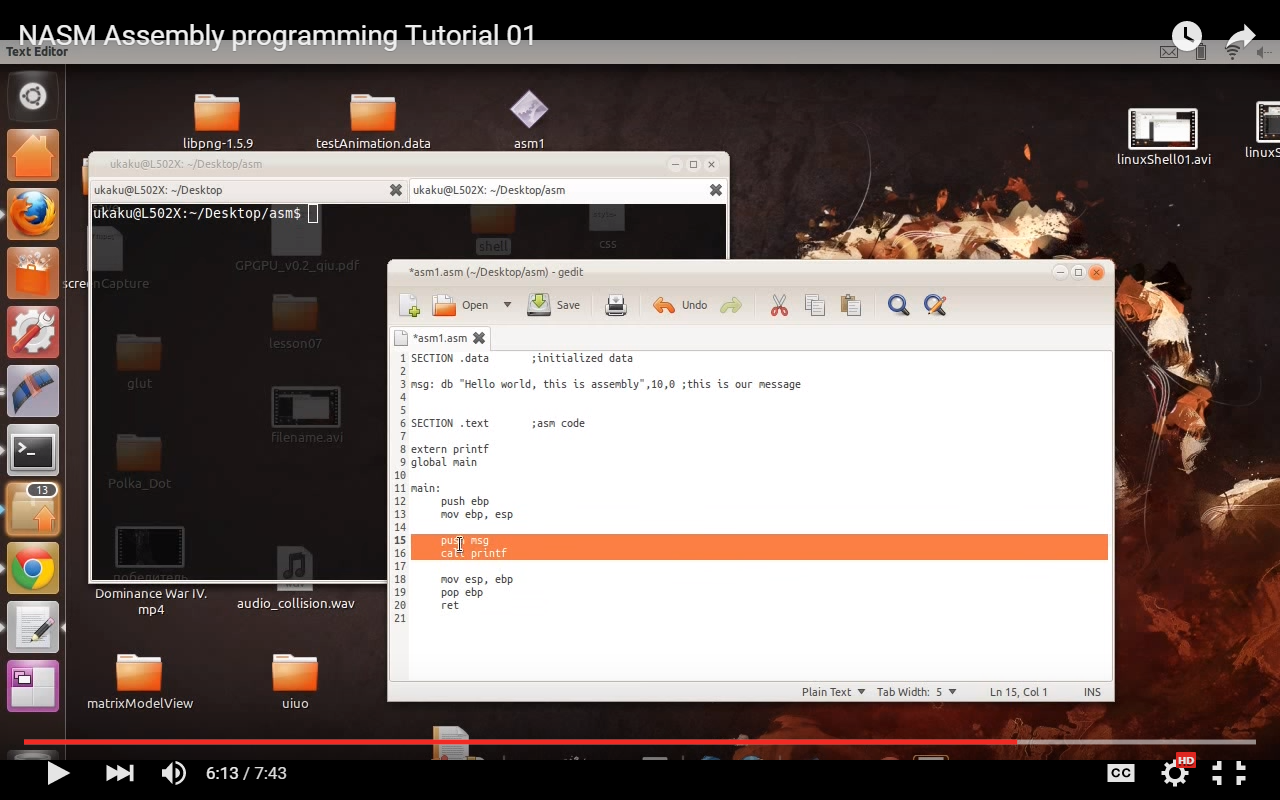 NASM Assembly programming Tutorial 01
Text Editor
libpng-1.5.9
testAnimation.data
asm1
linuxShell01.avi
linuxS
ukaku@L502X: ~/Desktop/asm
ukaku@L502X: ~/Desktop
ukaku@L502X: ~/Desktop/asm
ukaku@L502X:~/Desktop/asm$
shell
css
GPGPU_v0.2_qiu.pdf
screenCapture
lesson07
glut
filename.avi
Polka_Dot
победитель
Dominance War IV.
mp4
audio_collision.wav
matrixModelView
uiuo
13
*asm1.asm (~/Desktop/asm) - gedit
Open
Save
Undo
*asm1.asm
1 SECTION .data ;initialized data
2
3 msg: db "Hello world, this is assembly",10,0 ;this is our message
4
5
6 SECTION .text ;asm code
7
8 extern printf
9 global main
10
11 main:
12 push ebp
13 mov ebp, esp
14
15 push msg
16 call printf
17
18 mov esp, ebp
19 pop ebp
20 ret
21
Plain Text Tab Width: 5 Ln 15, Col 1 INS
6:13 / 7:43
CC
HD